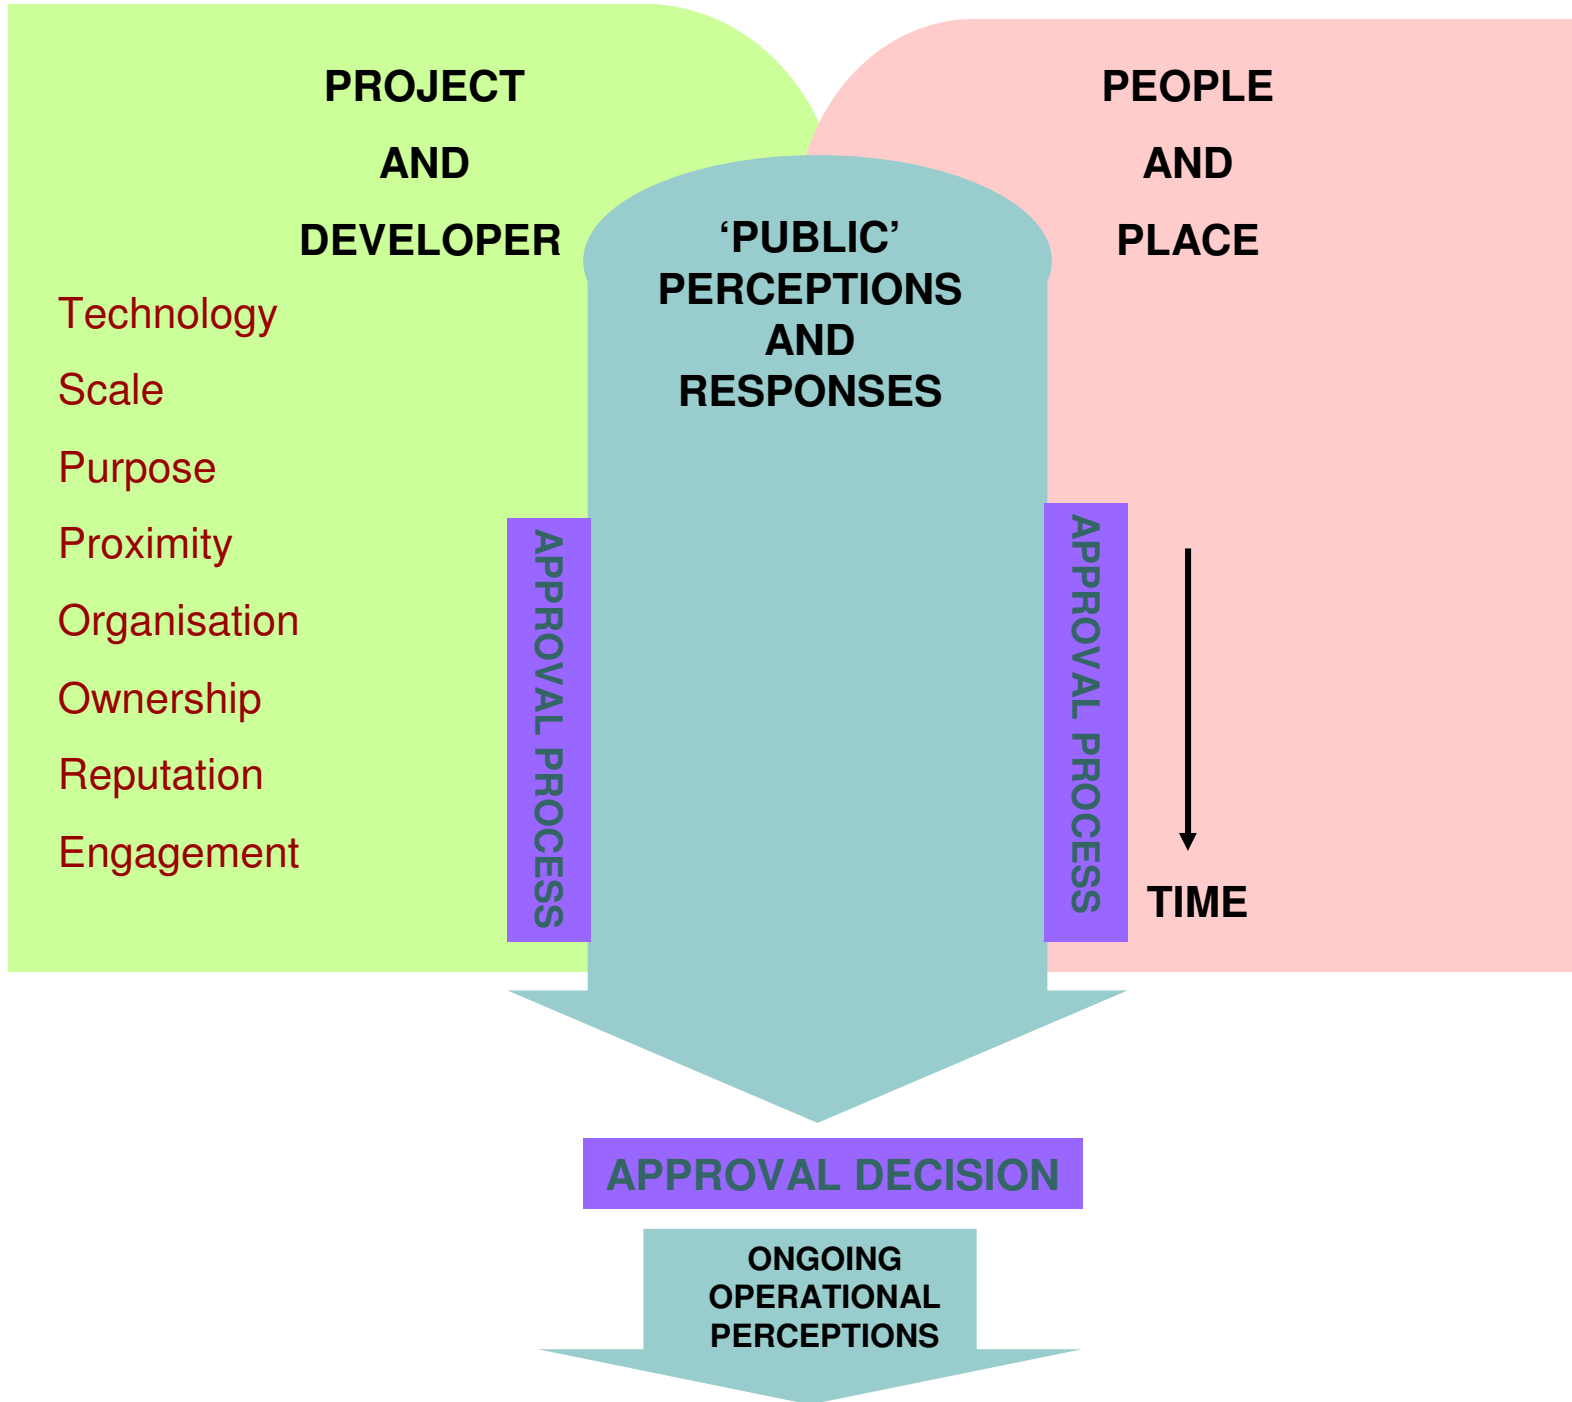 PROJECT
AND
DEVELOPER
Technology
Scale
Purpose
Proximity
Organisation
Ownership
Reputation
Engagement
APPROVAL PROCESS
‘PUBLIC’
PERCEPTIONS
AND
RESPONSES
PEOPLE
AND
PLACE
APPROVAL PROCESS
TIME
APPROVAL DECISION
ONGOING
OPERATIONAL
PERCEPTIONS